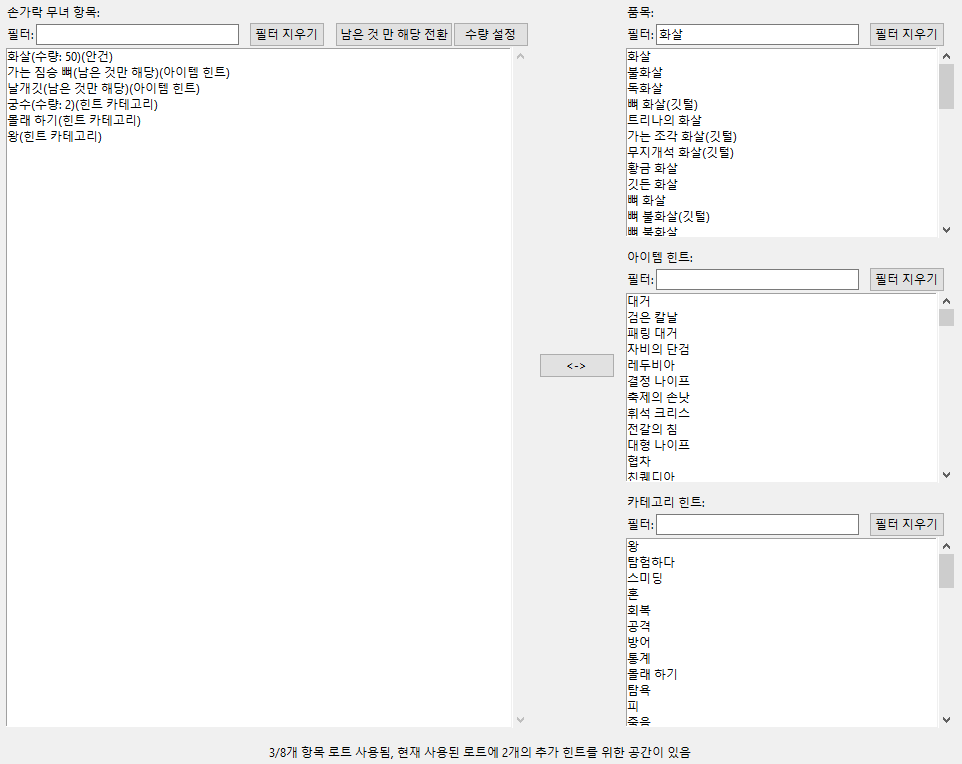 손가락 무녀 항목:
필터:
필터 지우기
남은 것 만 해당 전환
수량 설정
화살(수량: 50)(안건)
가는 짐승 뼈(남은 것만 해당)(아이템 힌트)
날개깃(남은 것만 해당)(아이템 힌트)
궁수(수량: 2)(힌트 카테고리)
몰래 하기(힌트 카테고리)
왕(힌트 카테고리)
<->
품목:
필터: 화살
필터 지우기
화살
불화살
독화살
뼈 화살(깃털)
트리나의 화살
가는 조각 화살(깃털)
무지개석 화살(깃털)
황금 화살
깃든 화살
뼈 화살
뼈 불화살(깃털)
뼈 불화살
아이템 힌트:
필터:
필터 지우기
대거
검은 칼날
패링 대거
자비의 단검
레두비아
결정 나이프
축제의 손낫
휘석 크리스
전갈의 침
대형 나이프
협차
친퀘디아
카테고리 힌트:
필터:
필터 지우기
왕
탐험하다
스미딩
혼
회복
공격
방어
통계
몰래 하기
탐욕
피
죽음
3/8개 항목 로트 사용됨, 현재 사용된 로트에 2개의 추가 힌트를 위한 공간이 있음